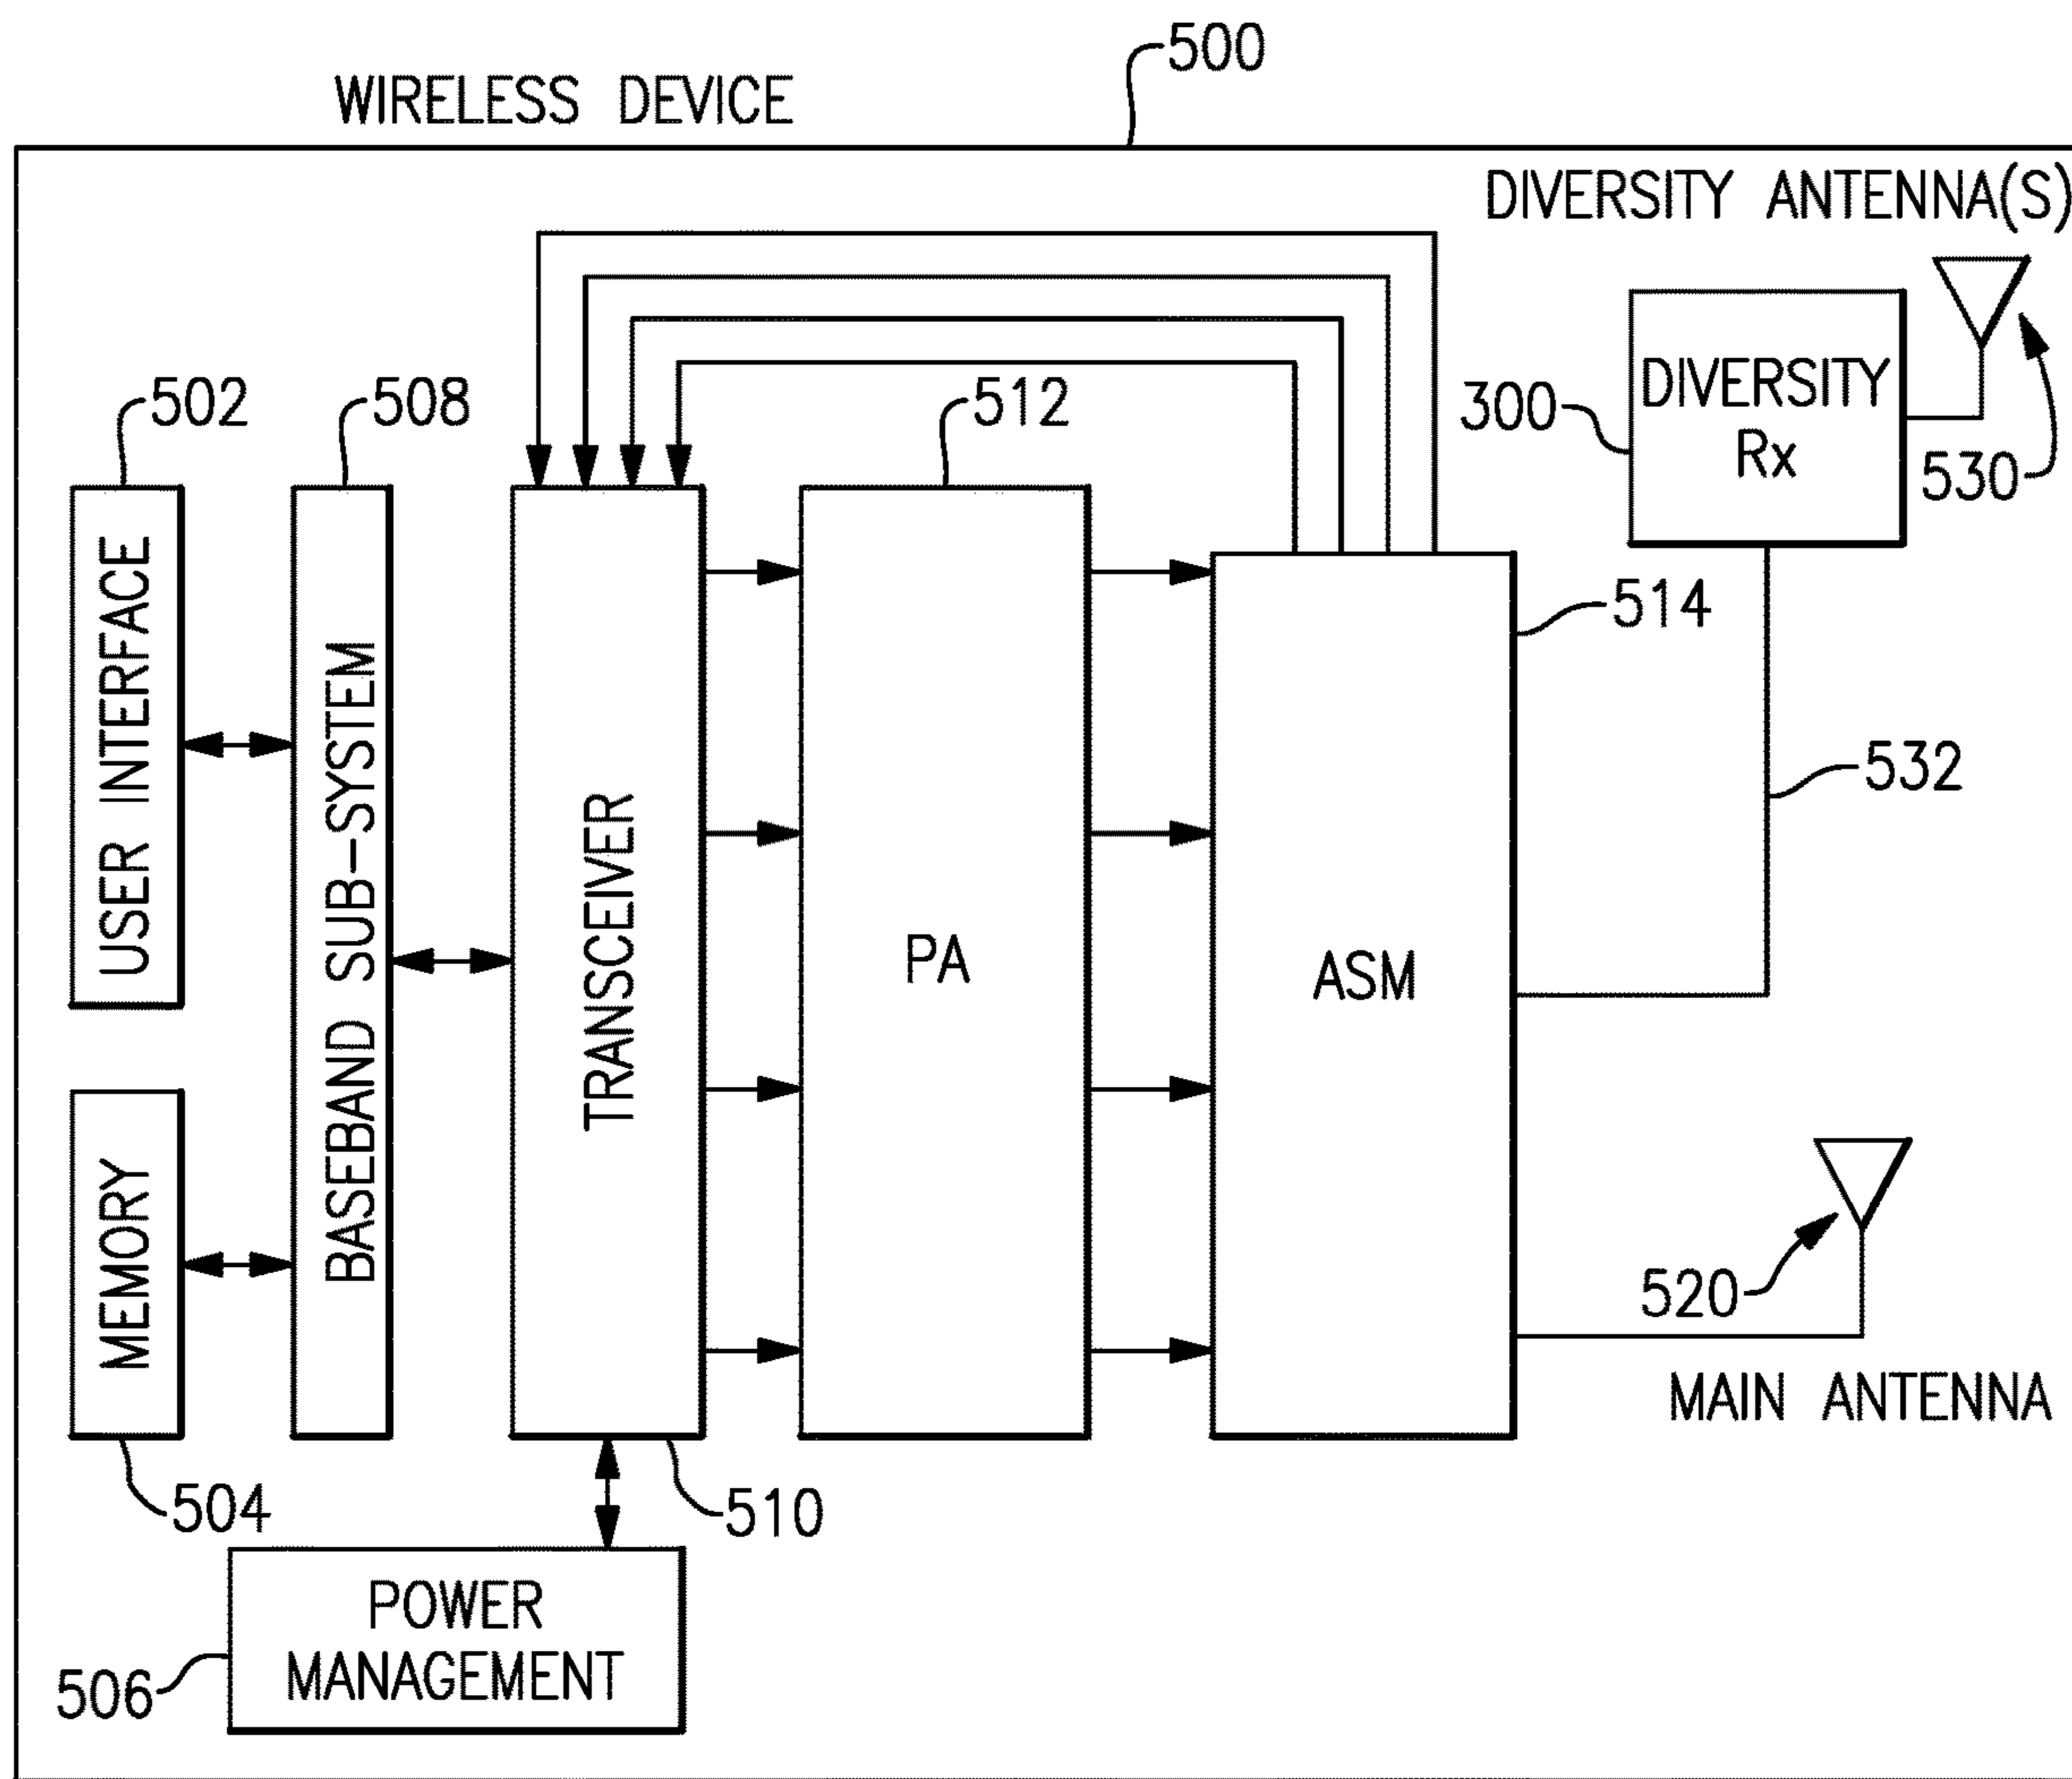 500
WIRELESS DEVICE
DIVERSITY ANTENNA(S)
502
508
512
300
DIVERSITY
Rx
530
514
USER INTERFACE
BASEBAND SUB-SYSTEM
TRANSCEIVER
PA
ASM
532
MEMORY
520
MAIN ANTENNA
504
510
POWER
MANAGEMENT
506